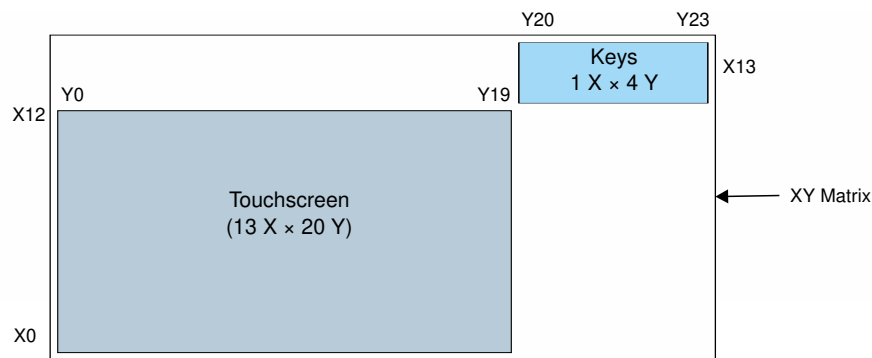 Y20
Y23
Keys
1 X × 4 Y
X13
Y0
Y19
X12
Touchscreen
(13 X × 20 Y)
XY Matrix
X0